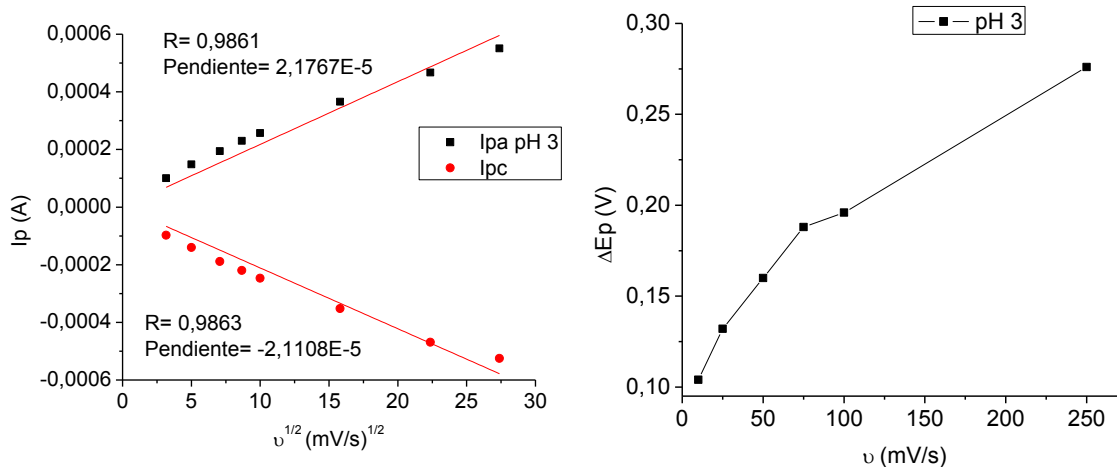 R= 0,9861
Pendiente= 2,1767E-5
Ipa pH 3
Ipc
R= 0,9863
Pendiente= -2,1108E-5
0,0006
0,0004
0,0002
0,0000
-0,0002
-0,0004
-0,0006
Ip (A)
0 5 10 15 20 25 30
υ1/2 (mV/s)1/2
pH 3
0,30
0,25
0,20
0,15
0,10
ΔEp (V)
0 50 100 150 200 250
υ (mV/s)